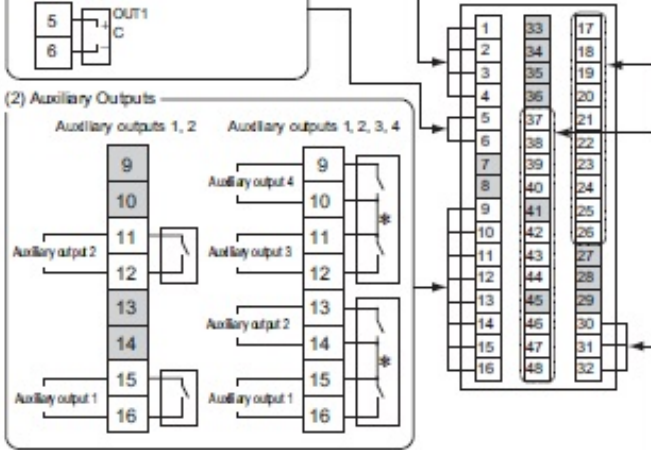 5
6
+
−
OUT1
C
(2) Auxiliary Outputs
Auxiliary outputs 1, 2
Auxiliary outputs 1, 2, 3, 4
9
10
11
12
13
14
15
16
Auxiliary output 2
Auxiliary output 1
Auxiliary output 4
Auxiliary output 3
Auxiliary output 2
Auxiliary output 1
9
10
11
12
13
14
15
16
*
*
1 33 17
2 34 18
3 35 19
4 36 20
5 37 21
6 38 22
7 39 23
8 40 24
9 41 25
10 42 26
11 43 27
12 44 28
13 45 29
14 46 30
15 47 31
16 48 32